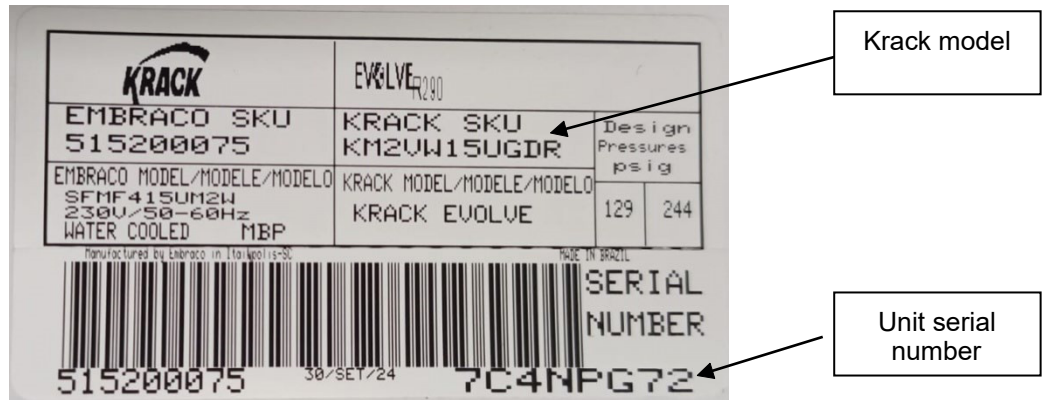 KRACK
EVOLVE R290
EMBRACO SKU
515200075
KRACK SKU
KM2VW15UGDR
Design
Pressures
psig
EMBRACO MODEL/MODELE/MODELO
SFMF415UM2W
230V/50-60Hz
WATER COOLED MBP
KRACK MODEL/MODELE/MODELO
KRACK EVOLVE
129 244
Manufactured by Embraco in Itaiopolis-SC
MADE IN BRAZIL
SERIAL
NUMBER
515200075
30/SET/24
7C4NPG72
Krack model
Unit serial
number